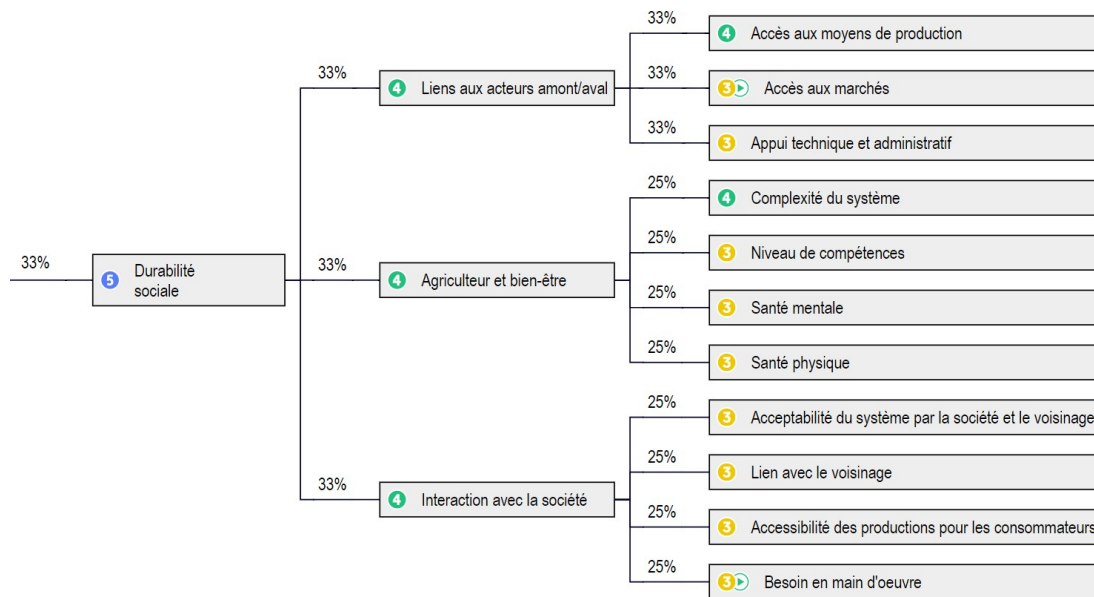 33%
4 Accès aux moyens de production
33%
33%
4 Liens aux acteurs amont/aval
3 Accès aux marchés
33%
3 Appui technique et administratif
25%
4 Complexité du système
25%
3 Niveau de compétences
33%
5 Durabilité
sociale
33%
4 Agriculteur et bien-être
25%
3 Santé mentale
25%
3 Santé physique
25%
3 Acceptabilité du système par la société et le voisinage
25%
3 Lien avec le voisinage
33%
4 Interaction avec la société
25%
3 Accessibilité des productions pour les consommateurs
25%
3 Besoin en main d'oeuvre